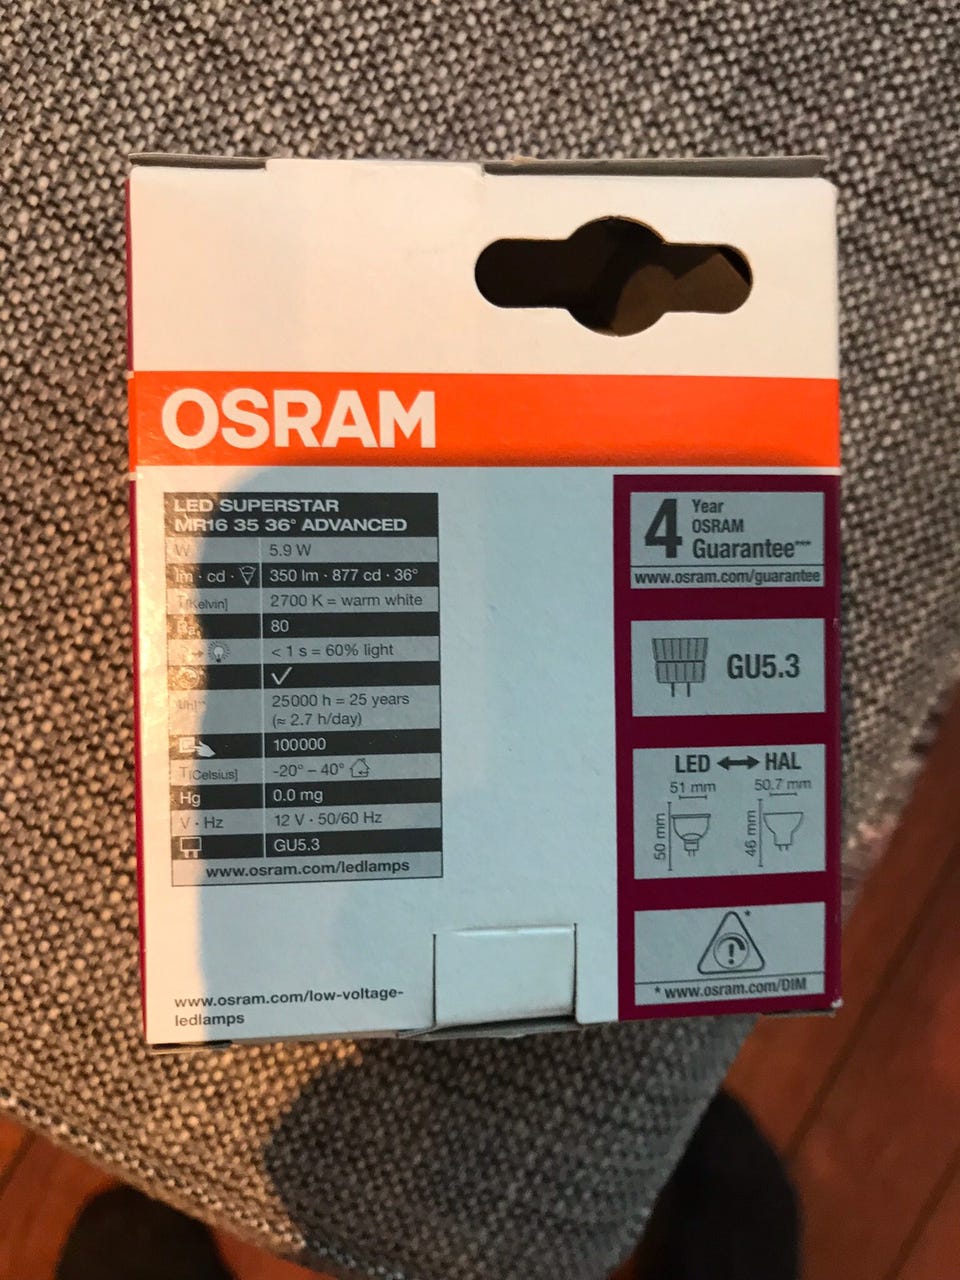 OSRAM
LED SUPERSTAR
MR16 35 36° ADVANCED
W 5.9 W
lm · cd · 350 lm · 877 cd · 36°
T[Kelvin] 2700 K = warm white
Ra 80
< 1 s = 60% light
25000 h = 25 years
(≈ 2.7 h/day)
100000
T[Celsius] -20° – 40°
Hg 0.0 mg
V · Hz 12 V · 50/60 Hz
GU5.3
www.osram.com/ledlamps
www.osram.com/low-voltage-
ledlamps
4 Year
OSRAM
Guarantee***
www.osram.com/guarantee
GU5.3
LED HAL
51 mm 50.7 mm
50 mm 46 mm
*
* www.osram.com/DIM